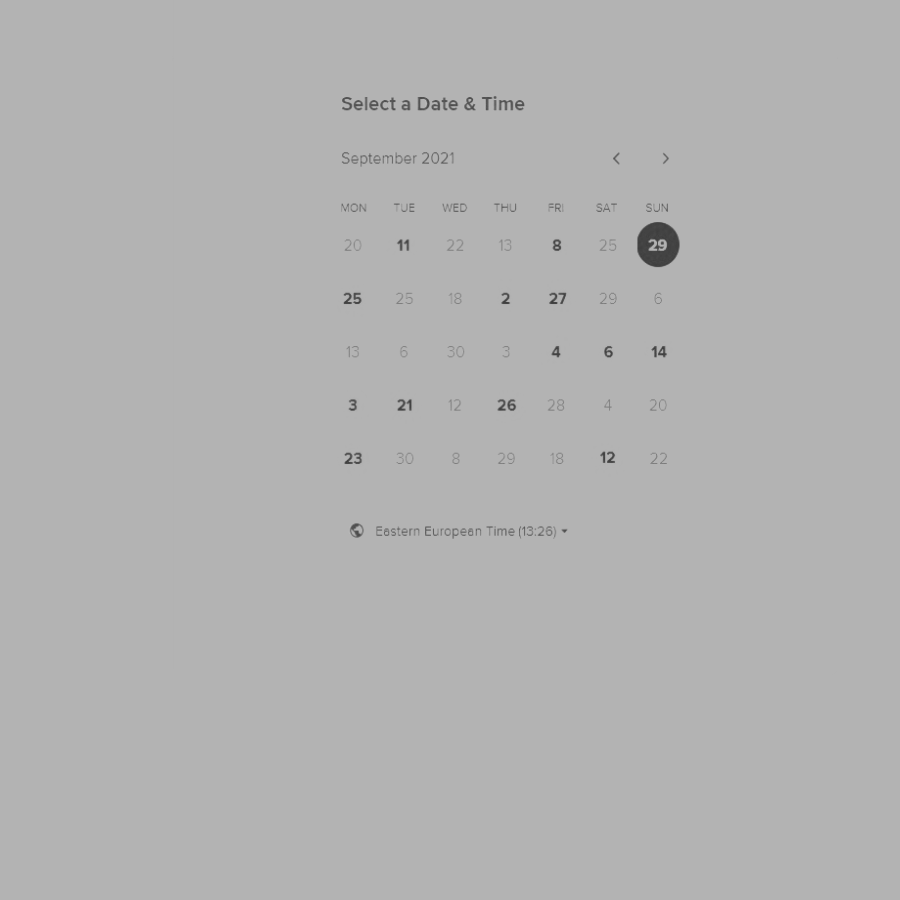 Select a Date & Time
September 2021
MON TUE WED THU FRI SAT SUN
20 11 22 13 8 25 29
25 25 18 2 27 29 6
13 6 30 3 4 6 14
3 21 12 26 28 4 20
23 30 8 29 18 12 22
Eastern European Time (13:26)